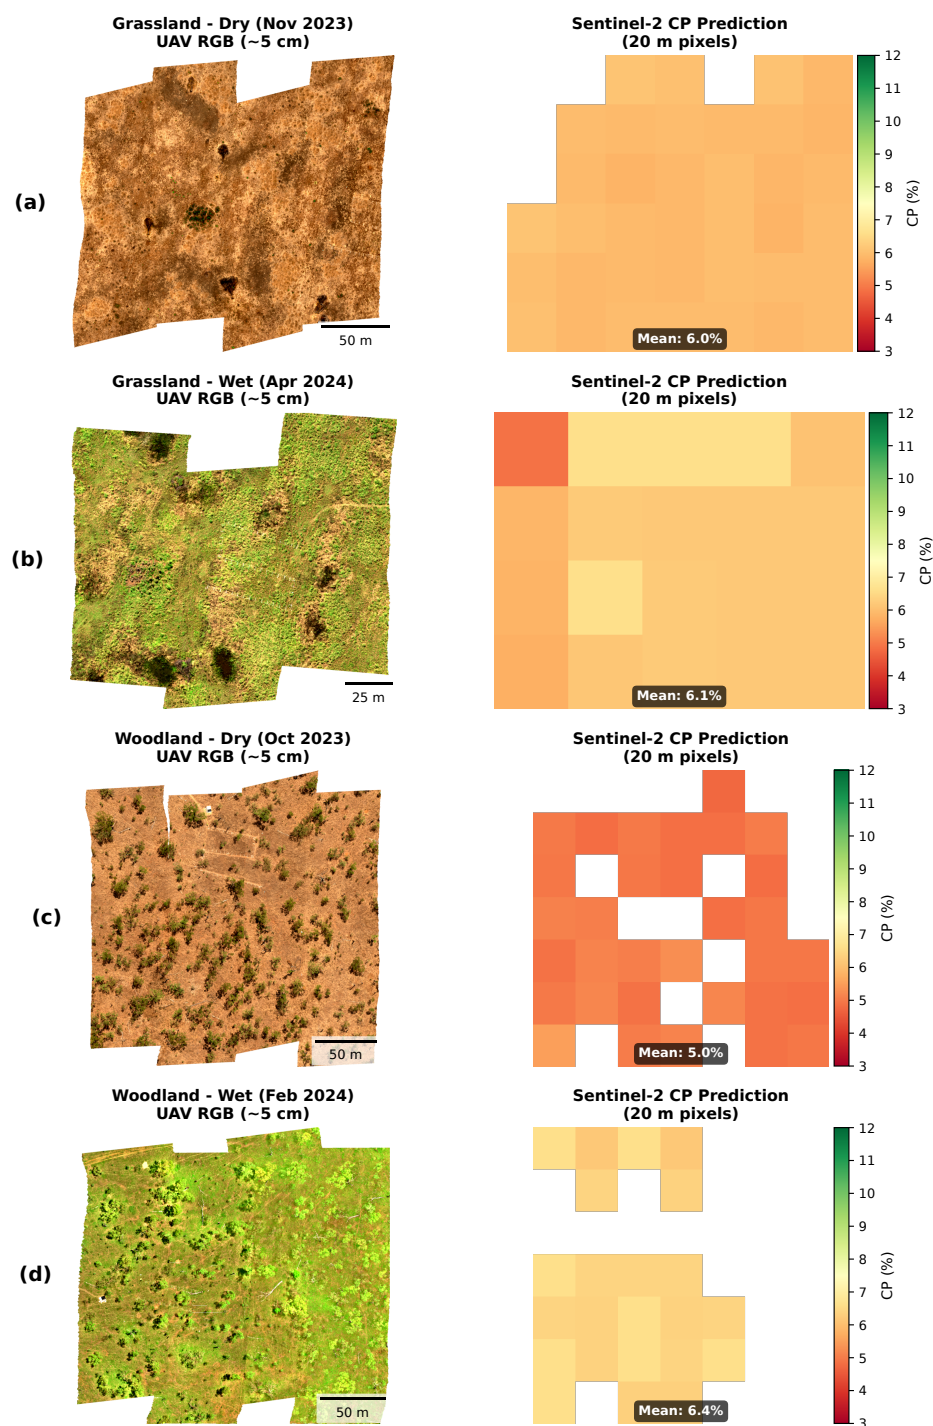 Grassland - Dry (Nov 2023)
UAV RGB (~5 cm)
Sentinel-2 CP Prediction
(20 m pixels)
(a)
50 m
Mean: 6.0%
12
11
10
9
8
7
6
5
4
3
CP (%)
Grassland - Wet (Apr 2024)
UAV RGB (~5 cm)
Sentinel-2 CP Prediction
(20 m pixels)
(b)
25 m
Mean: 6.1%
12
11
10
9
8
7
6
5
4
3
CP (%)
Woodland - Dry (Oct 2023)
UAV RGB (~5 cm)
Sentinel-2 CP Prediction
(20 m pixels)
(c)
50 m
Mean: 5.0%
12
11
10
9
8
7
6
5
4
3
CP (%)
Woodland - Wet (Feb 2024)
UAV RGB (~5 cm)
Sentinel-2 CP Prediction
(20 m pixels)
(d)
50 m
Mean: 6.4%
12
11
10
9
8
7
6
5
4
3
CP (%)